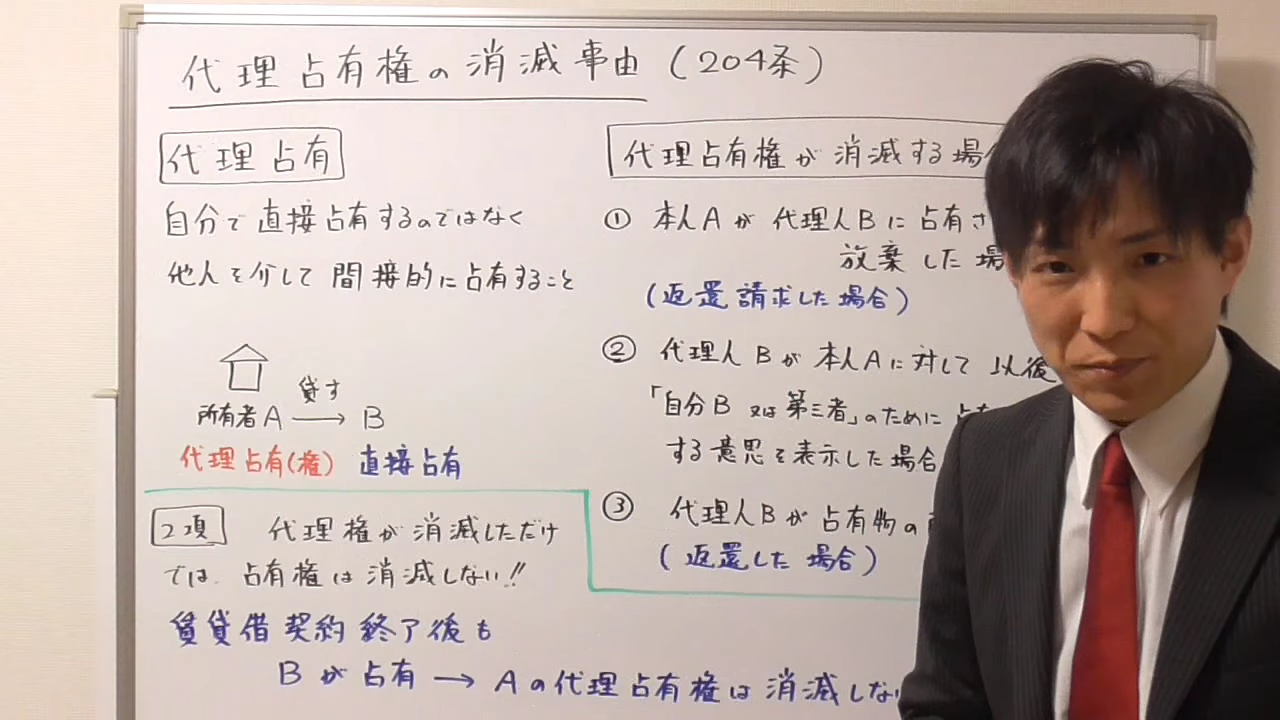 代理占有権の消滅事由(204条)
代理占有
自分で直接占有するのではなく
他人を介して間接的に占有すること
貸す
所有者A → B
代理占有(権) 直接占有
代理占有権が消滅する場
① 本人Aが代理人Bに占有さ
放棄した場
(返還請求した場合)
② 代理人Bが本人Aに対して以後
「自分B又は第三者」のために占
する意思を表示した場合
③ 代理人Bが占有物の
(返還した場合)
2項 代理権が消滅しただけ
では、占有権は消滅しない!!
賃貸借契約終了後も
Bが占有 → Aの代理占有権は消滅しな